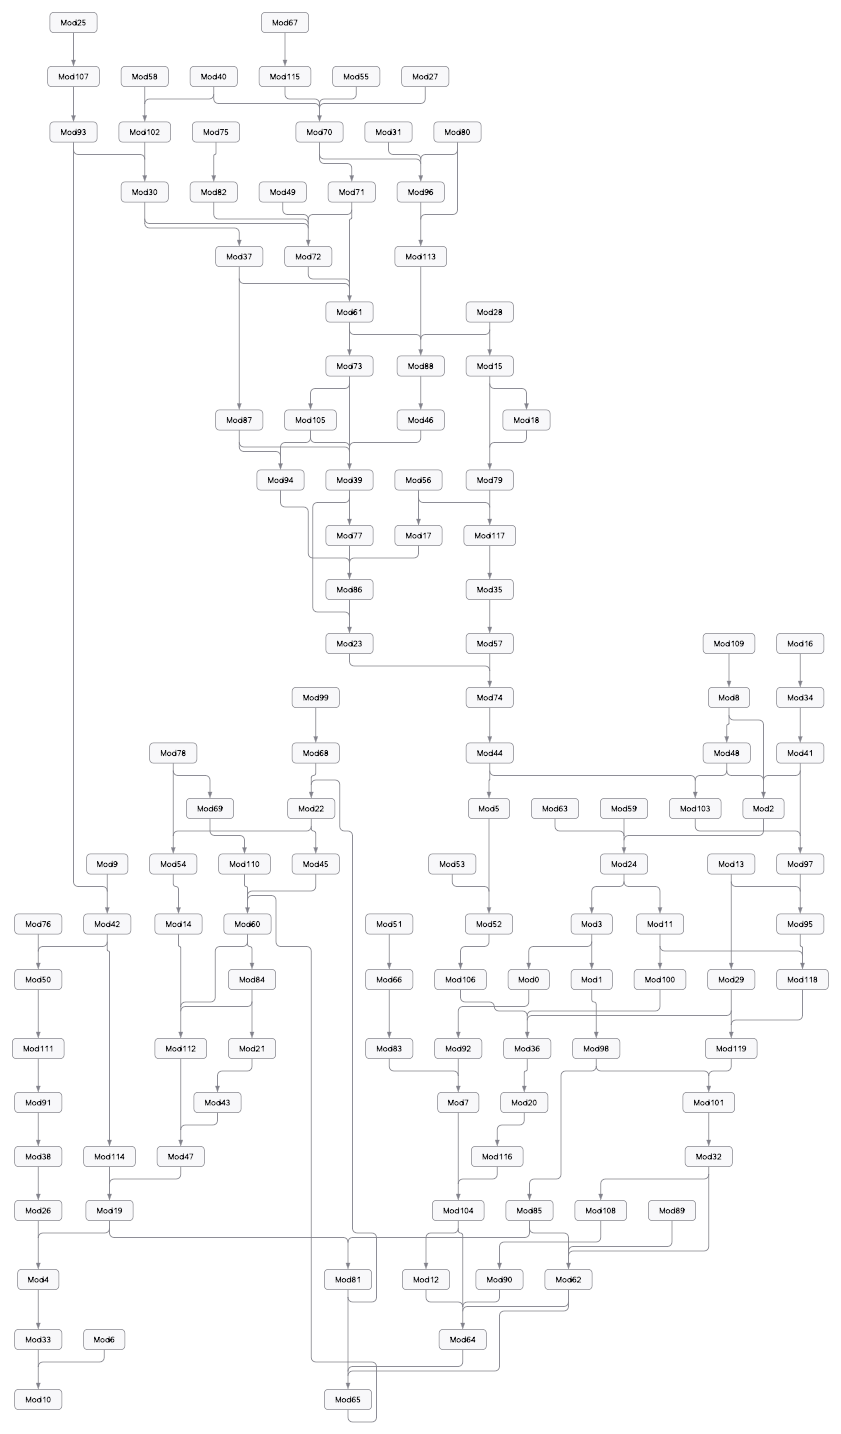 Mod25 Mod67
Mod107 Mod58 Mod40 Mod115 Mod55 Mod27
Mod93 Mod102 Mod75 Mod70 Mod31 Mod80
Mod30 Mod82 Mod49 Mod71 Mod96
Mod37 Mod72 Mod113
Mod61 Mod28
Mod73 Mod88 Mod15
Mod87 Mod105 Mod46 Mod18
Mod94 Mod39 Mod56 Mod79
Mod77 Mod17 Mod117
Mod86 Mod35
Mod23 Mod57 Mod109 Mod16
Mod99 Mod74 Mod8 Mod34
Mod78 Mod68 Mod44 Mod48 Mod41
Mod69 Mod22 Mod5 Mod63 Mod59 Mod103 Mod2
Mod9 Mod54 Mod110 Mod45 Mod53 Mod24 Mod13 Mod97
Mod76 Mod42 Mod14 Mod60 Mod51 Mod52 Mod3 Mod11 Mod95
Mod50 Mod84 Mod66 Mod106 Mod0 Mod1 Mod100 Mod29 Mod118
Mod111 Mod112 Mod21 Mod83 Mod92 Mod36 Mod98 Mod119
Mod91 Mod43 Mod7 Mod20 Mod101
Mod38 Mod114 Mod47 Mod116 Mod32
Mod26 Mod19 Mod104 Mod85 Mod108 Mod89
Mod4 Mod81 Mod12 Mod90 Mod62
Mod33 Mod6 Mod64
Mod10 Mod65